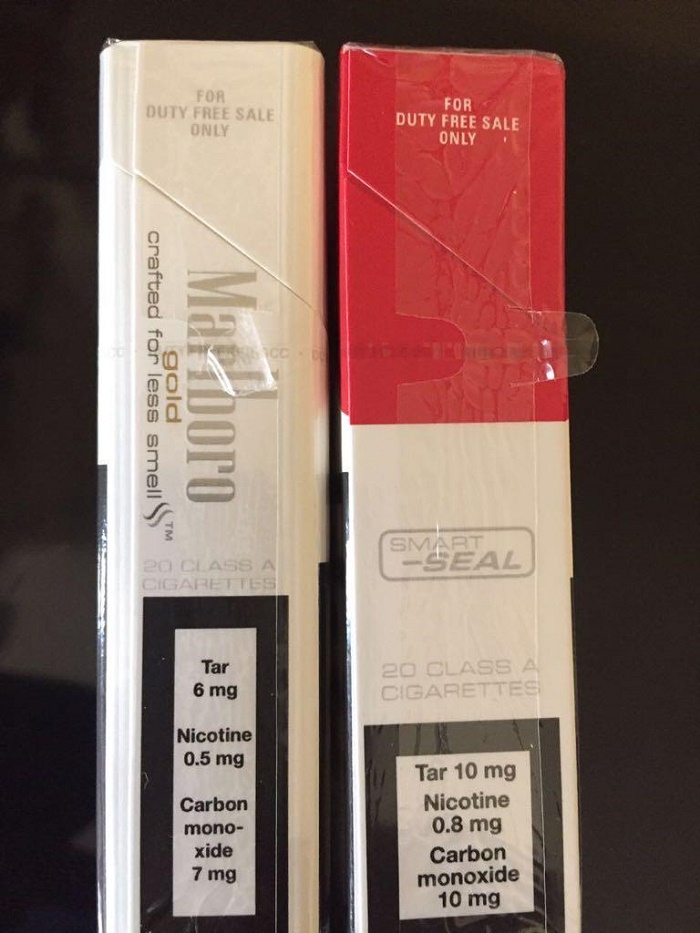 FOR
DUTY FREE SALE
ONLY
Marlboro
gold
crafted for less smell™
20 CLASS A
CIGARETTES
Tar
6 mg
Nicotine
0.5 mg
Carbon
mono-
xide
7 mg
FOR
DUTY FREE SALE
ONLY
SMART
-SEAL
20 CLASS A
CIGARETTES
Tar 10 mg
Nicotine
0.8 mg
Carbon
monoxide
10 mg